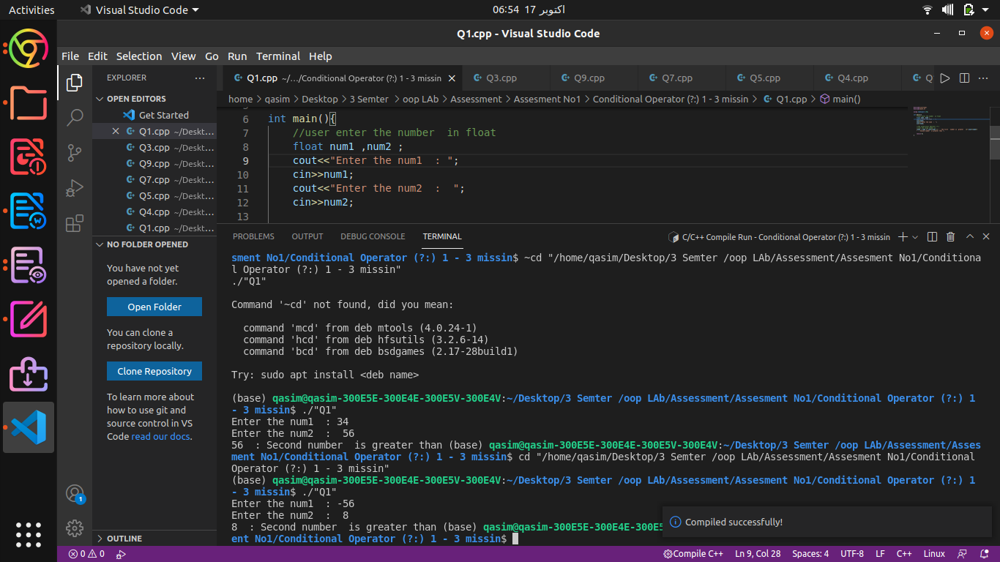 Activities
Visual Studio Code
اکتوبر 17 06:54
Q1.cpp - Visual Studio Code
File Edit Selection View Go Run Terminal Help
EXPLORER
OPEN EDITORS
Get Started
Q1.cpp ~/Deskt...
Q3.cpp ~/Deskt...
Q9.cpp ~/Deskt...
Q7.cpp ~/Deskt...
Q5.cpp ~/Deskt...
Q4.cpp ~/Deskt...
Q1.cpp ~/Deskt...
NO FOLDER OPENED
You have not yet
opened a folder.
Open Folder
You can clone a
repository locally.
Clone Repository
To learn more about
how to use git and
source control in VS
Code read our docs.
OUTLINE
Q1.cpp ~/.../Conditional Operator (?:) 1 - 3 missin
Q3.cpp
Q9.cpp
Q7.cpp
Q5.cpp
Q4.cpp
Q
home > qasim > Desktop > 3 Semter > oop LAb > Assessment > Assesment No1 > Conditional Operator (?:) 1 - 3 missin > Q1.cpp > main()
6 int main(){
7 //user enter the number  in float
8 float num1 ,num2 ;
9 cout<<"Enter the num1  : ";
10 cin>>num1;
11 cout<<"Enter the num2  :  ";
12 cin>>num2;
13
PROBLEMS OUTPUT DEBUG CONSOLE TERMINAL
C/C++ Compile Run - Conditional Operator (?:) 1 - 3 missin
sment No1/Conditional Operator (?:) 1 - 3 missin$ ~cd "/home/qasim/Desktop/3 Semter /oop LAb/Assessment/Assesment No1/Conditiona
l Operator (?:) 1 - 3 missin"
./"Q1"
Command '~cd' not found, did you mean:
command 'mcd' from deb mtools (4.0.24-1)
command 'hcd' from deb hfsutils (3.2.6-14)
command 'bcd' from deb bsdgames (2.17-28build1)
Try: sudo apt install <deb name>
(base) qasim@qasim-300E5E-300E4E-300E5V-300E4V:~/Desktop/3 Semter /oop LAb/Assessment/Assesment No1/Conditional Operator (?:) 1
- 3 missin$ ./"Q1"
Enter the num1  : 34
Enter the num2  :  56
56  : Second number  is greater than (base) qasim@qasim-300E5E-300E4E-300E5V-300E4V:~/Desktop/3 Semter /oop LAb/Assessment/Asses
ment No1/Conditional Operator (?:) 1 - 3 missin$ cd "/home/qasim/Desktop/3 Semter /oop LAb/Assessment/Assesment No1/Conditional
Operator (?:) 1 - 3 missin"
(base) qasim@qasim-300E5E-300E4E-300E5V-300E4V:~/Desktop/3 Semter /oop LAb/Assessment/Assesment No1/Conditional Operator (?:) 1
- 3 missin$ ./"Q1"
Enter the num1  : -56
Enter the num2  :  8
8  : Second number  is greater than (base) qasim@qasim-300E5E-300E4E-300E5
ent No1/Conditional Operator (?:) 1 - 3 missin$
Compiled successfully!
1
0 0
Compile C++
Ln 9, Col 28
Spaces: 4
UTF-8
LF
C++
Linux